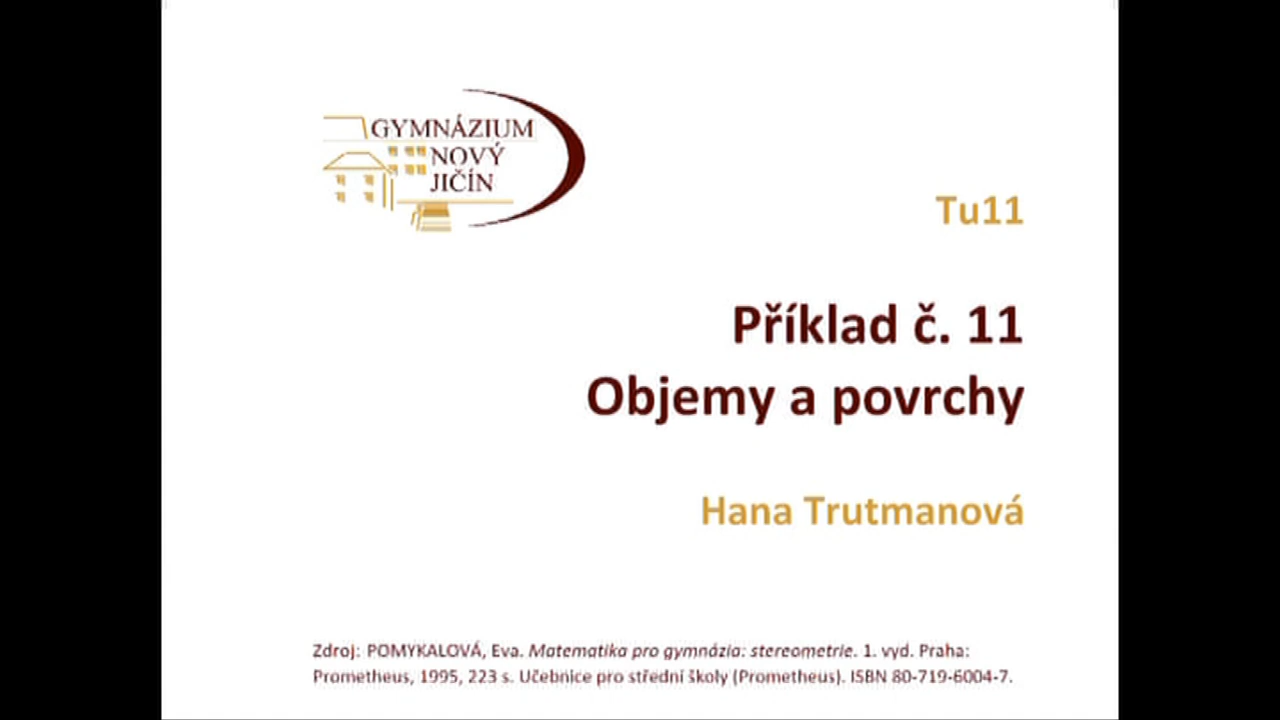 GYMNÁZIUM
NOVÝ
JIČÍN
Tu11
Příklad č. 11
Objemy a povrchy
Hana Trutmanová
Zdroj: POMYKALOVÁ, Eva. Matematika pro gymnázia: stereometrie. 1. vyd. Praha:
Prometheus, 1995, 223 s. Učebnice pro střední školy (Prometheus). ISBN 80-719-6004-7.